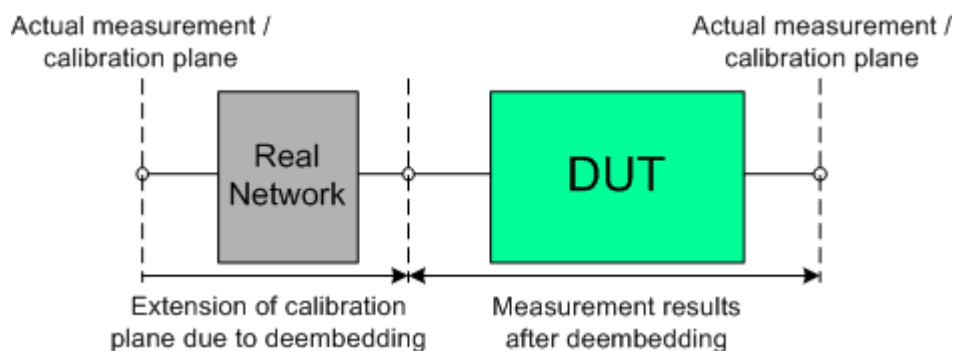 Actual measurement /
calibration plane
Actual measurement /
calibration plane
Real
Network
DUT
Extension of calibration
plane due to deembedding
Measurement results
after deembedding